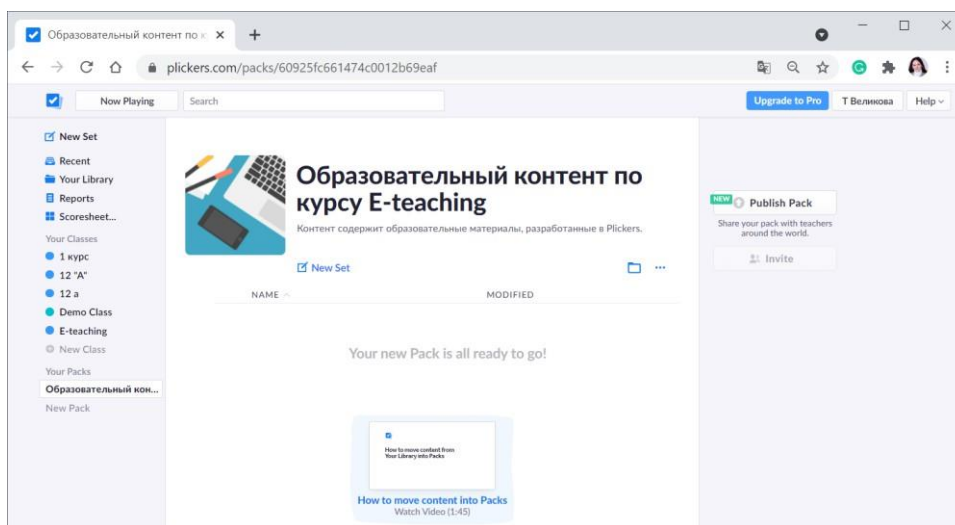 Образовательный контент по к
plickers.com/packs/60925fc661474c0012b69eaf
Now Playing
Search
Upgrade to Pro
Т Великова
Help
New Set
Recent
Your Library
Reports
Scoresheet...
Your Classes
1 курс
12 "А"
12 а
Demo Class
E-teaching
New Class
Your Packs
Образовательный кон...
New Pack
Образовательный контент по
курсу E-teaching
Контент содержит образовательные материалы, разработанные в Plickers.
New Set
NAME
MODIFIED
Your new Pack is all ready to go!
How to move content from
Your Library into Packs
How to move content into Packs
Watch Video (1:45)
NEW
Publish Pack
Share your pack with teachers
around the world.
Invite